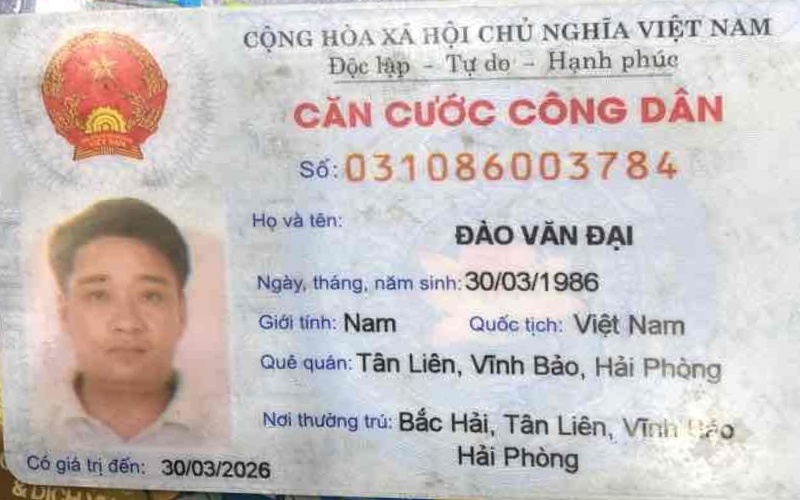 CỘNG HÒA XÃ HỘI CHỦ NGHĨA VIỆT NAM
Độc lập - Tự do - Hạnh phúc
CĂN CƯỚC CÔNG DÂN
Số: 031086003784
Họ và tên:
ĐÀO VĂN ĐẠI
Ngày, tháng, năm sinh: 30/03/1986
Giới tính: Nam Quốc tịch: Việt Nam
Quê quán: Tân Liên, Vĩnh Bảo, Hải Phòng
Nơi thường trú: Bắc Hải, Tân Liên, Vĩnh Bảo
Hải Phòng
Có giá trị đến: 30/03/2026
VIỆT NAM
& DỊCH